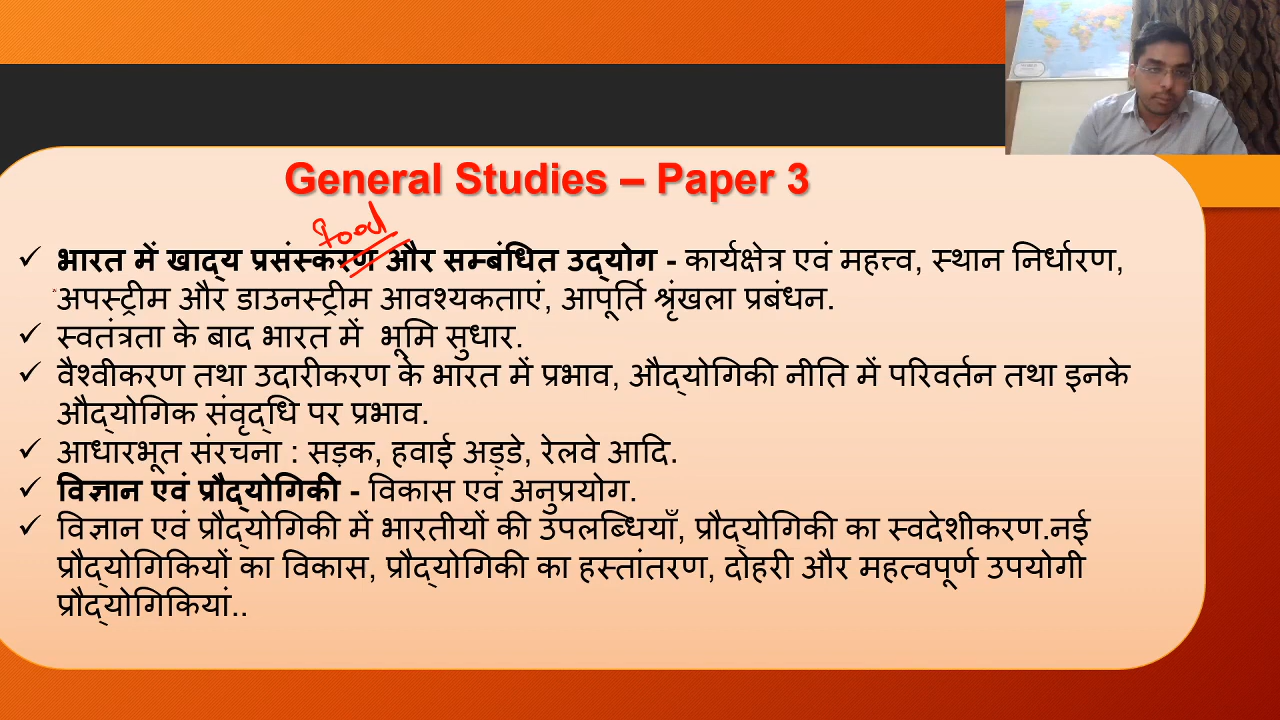 General Studies – Paper 3
food
✓ भारत में खाद्य प्रसंस्करण और सम्बंधित उद्योग - कार्यक्षेत्र एवं महत्त्व, स्थान निर्धारण,
अपस्ट्रीम और डाउनस्ट्रीम आवश्यकताएं, आपूर्ति श्रृंखला प्रबंधन.
✓ स्वतंत्रता के बाद भारत में भूमि सुधार.
✓ वैश्वीकरण तथा उदारीकरण के भारत में प्रभाव, औद्योगिकी नीति में परिवर्तन तथा इनके
औद्योगिक संवृद्धि पर प्रभाव.
✓ आधारभूत संरचना : सड़क, हवाई अड्डे, रेलवे आदि.
✓ विज्ञान एवं प्रौद्योगिकी - विकास एवं अनुप्रयोग.
✓ विज्ञान एवं प्रौद्योगिकी में भारतीयों की उपलब्धियाँ, प्रौद्योगिकी का स्वदेशीकरण.नई
प्रौद्योगिकियों का विकास, प्रौद्योगिकी का हस्तांतरण, दोहरी और महत्वपूर्ण उपयोगी
प्रौद्योगिकियां..